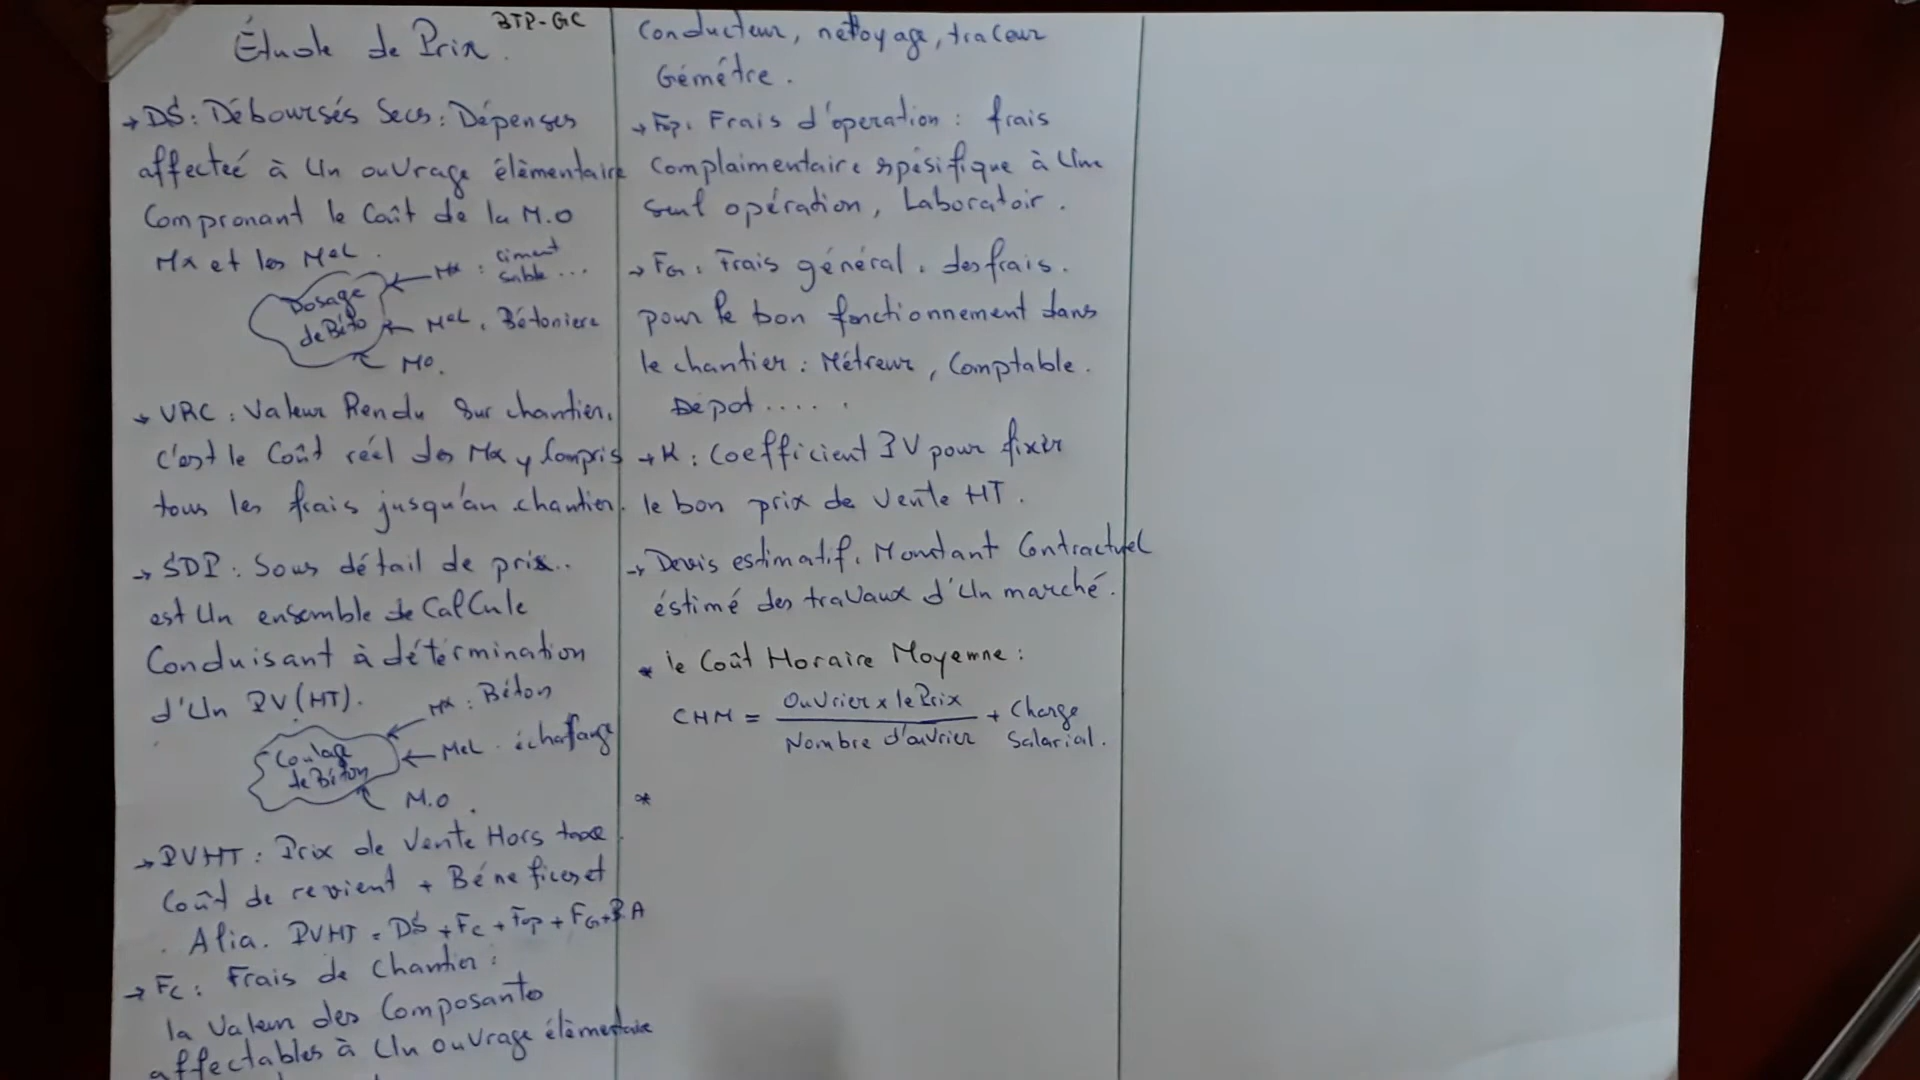 Étude de Prix.
BTP-GC
→ DS: Déboursés Secs: Dépenses
affecteé à Un ouvrage élèmentaire
Compronant le Coût de la M.O
Mx et les Mel.
Dosage
de Béto
Mx : ciment
sable ...
Mel. Bétoniere
MO.
→ VRC: Valeur Rendu Sur chantier.
c'est le Coût réel des Mx y Compris
tous les frais jusqu'au chantier.
→ SDP: Sous détail de prix..
est Un ensemble de CalCule
Conduisant à détérmination
d'Un PV(HT).
Coulage
de Béton
Mx : Béton
Mel. échaffauge
M.O.
→ PVHT: Prix de Vente Hors taxe.
Coût de revient + Bénefices et
Alia. PVHT = DS + Fc + Fop + FG + BA
→ Fc: Frais de Chantier:
la Valeur des Composants
affectables à Un ouvrage élèmentaire
Conducteur, nettoyage, traceur
Gémétre.
→ Fop. Frais d'operation: frais
Complaimentaire spésifique à Une
seul opération, Laboratoir.
→ FG. Frais général. des frais.
pour le bon fonctionnement dans
le chantier: Métreur, Comptable.
Dépot.....
→ K: Coefficient PV pour fixer
le bon prix de Vente HT.
→ Devis estimatif. Montant Contractuel
éstimé des traVaux d'Un marché.
* le Coût Horaire Moyenne:
CHM = Ouvrier x le Prix / Nombre d'ouvrier + Charge Salarial.
*